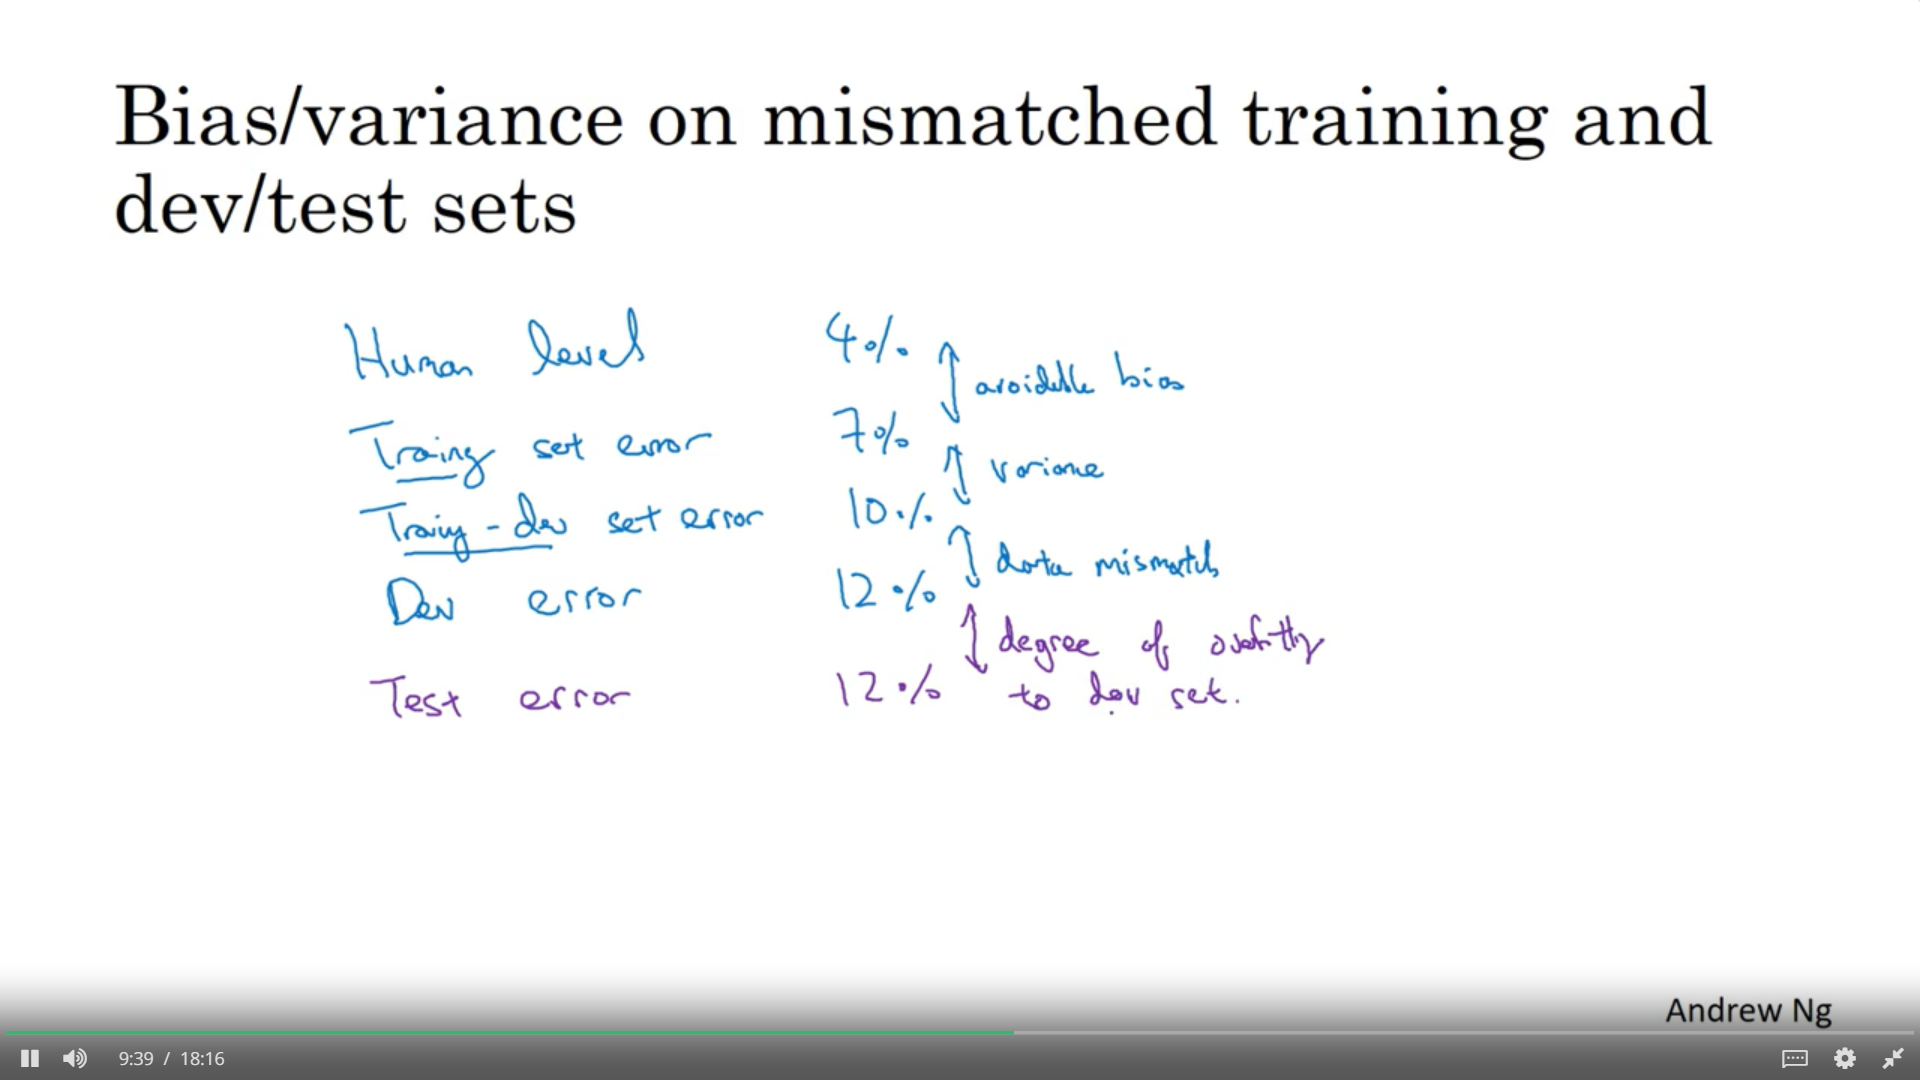 Bias/variance on mismatched training and
dev/test sets
Human level 4%
avoidable bias
Traing set error 7%
variance
Traing-dev set error 10%
data mismatch
Dev error 12%
degree of overfitting
Test error 12% to dev set.
Andrew Ng
9:39 / 18:16